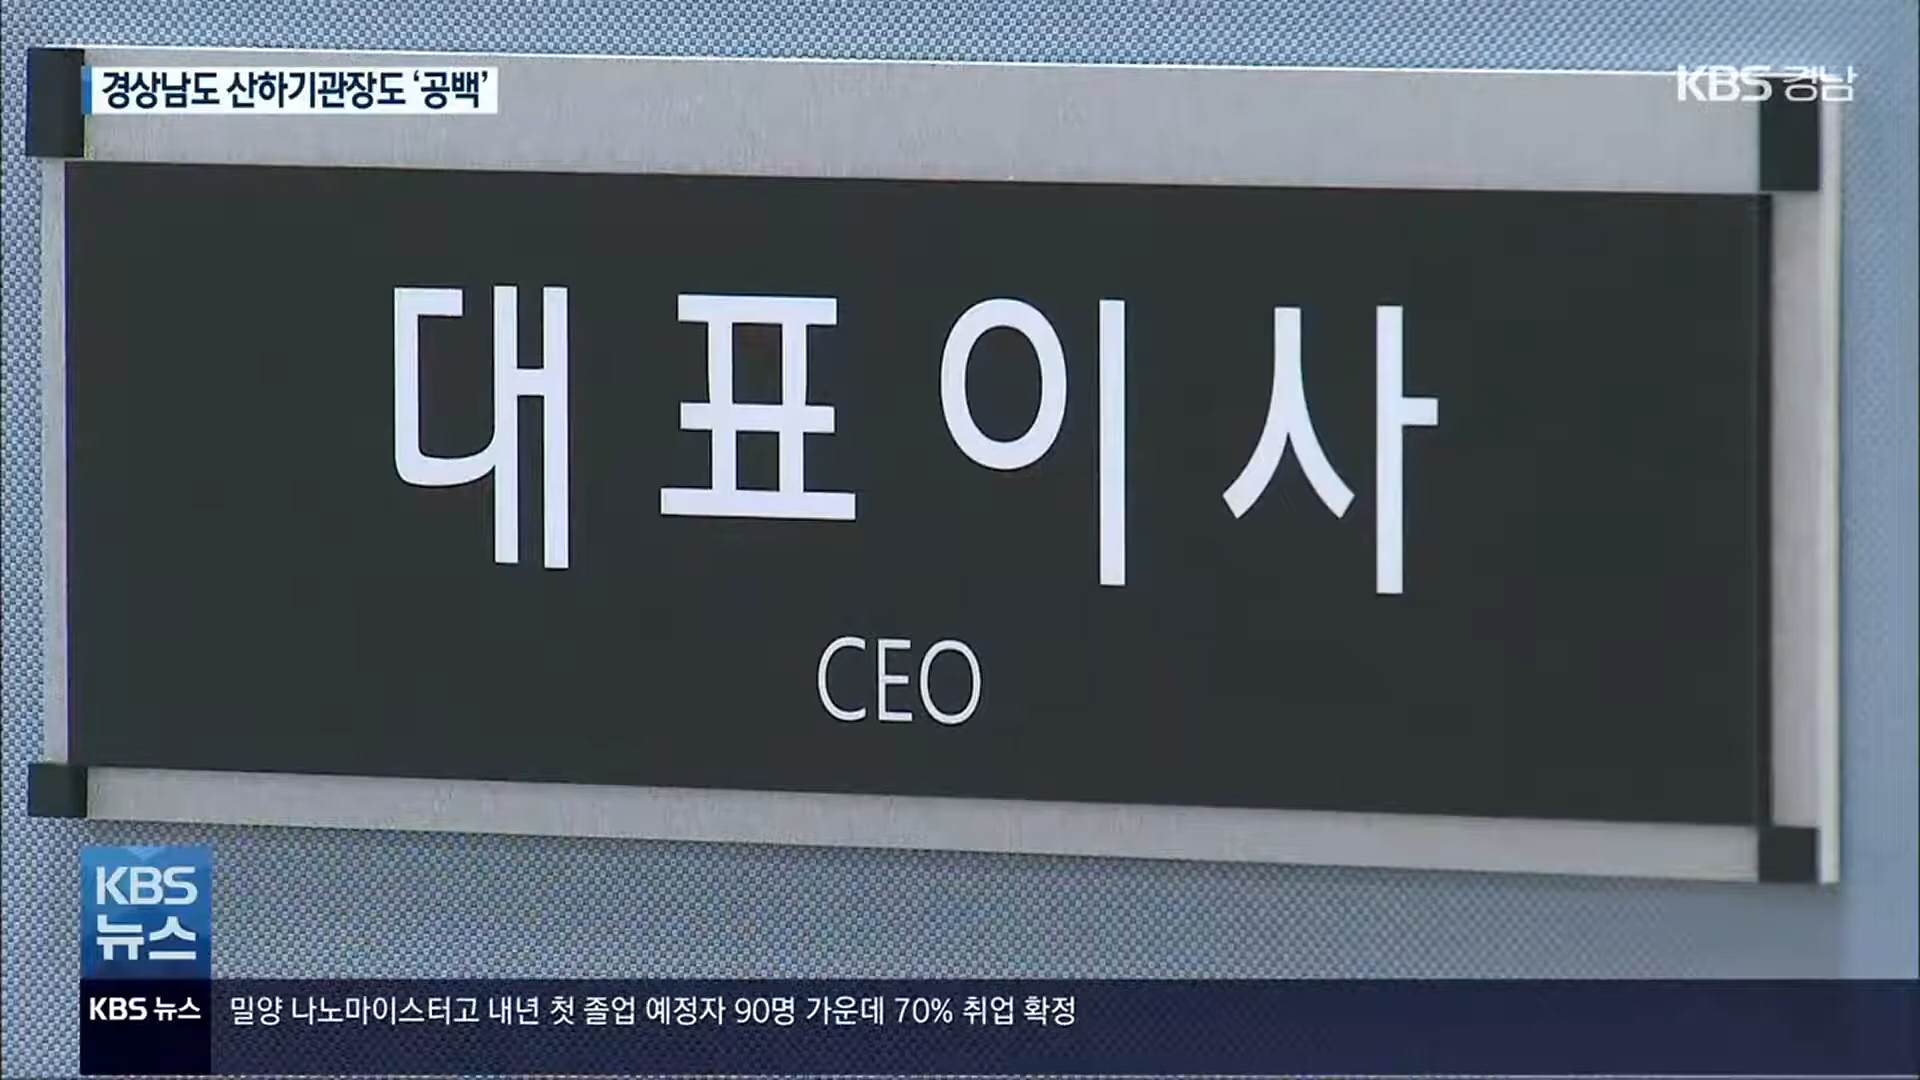 경상남도 산하기관장도 ‘공백’
KBS 경남
대표이사
CEO
KBS
뉴스
KBS 뉴스
밀양 나노마이스터고 내년 첫 졸업 예정자 90명 가운데 70% 취업 확정